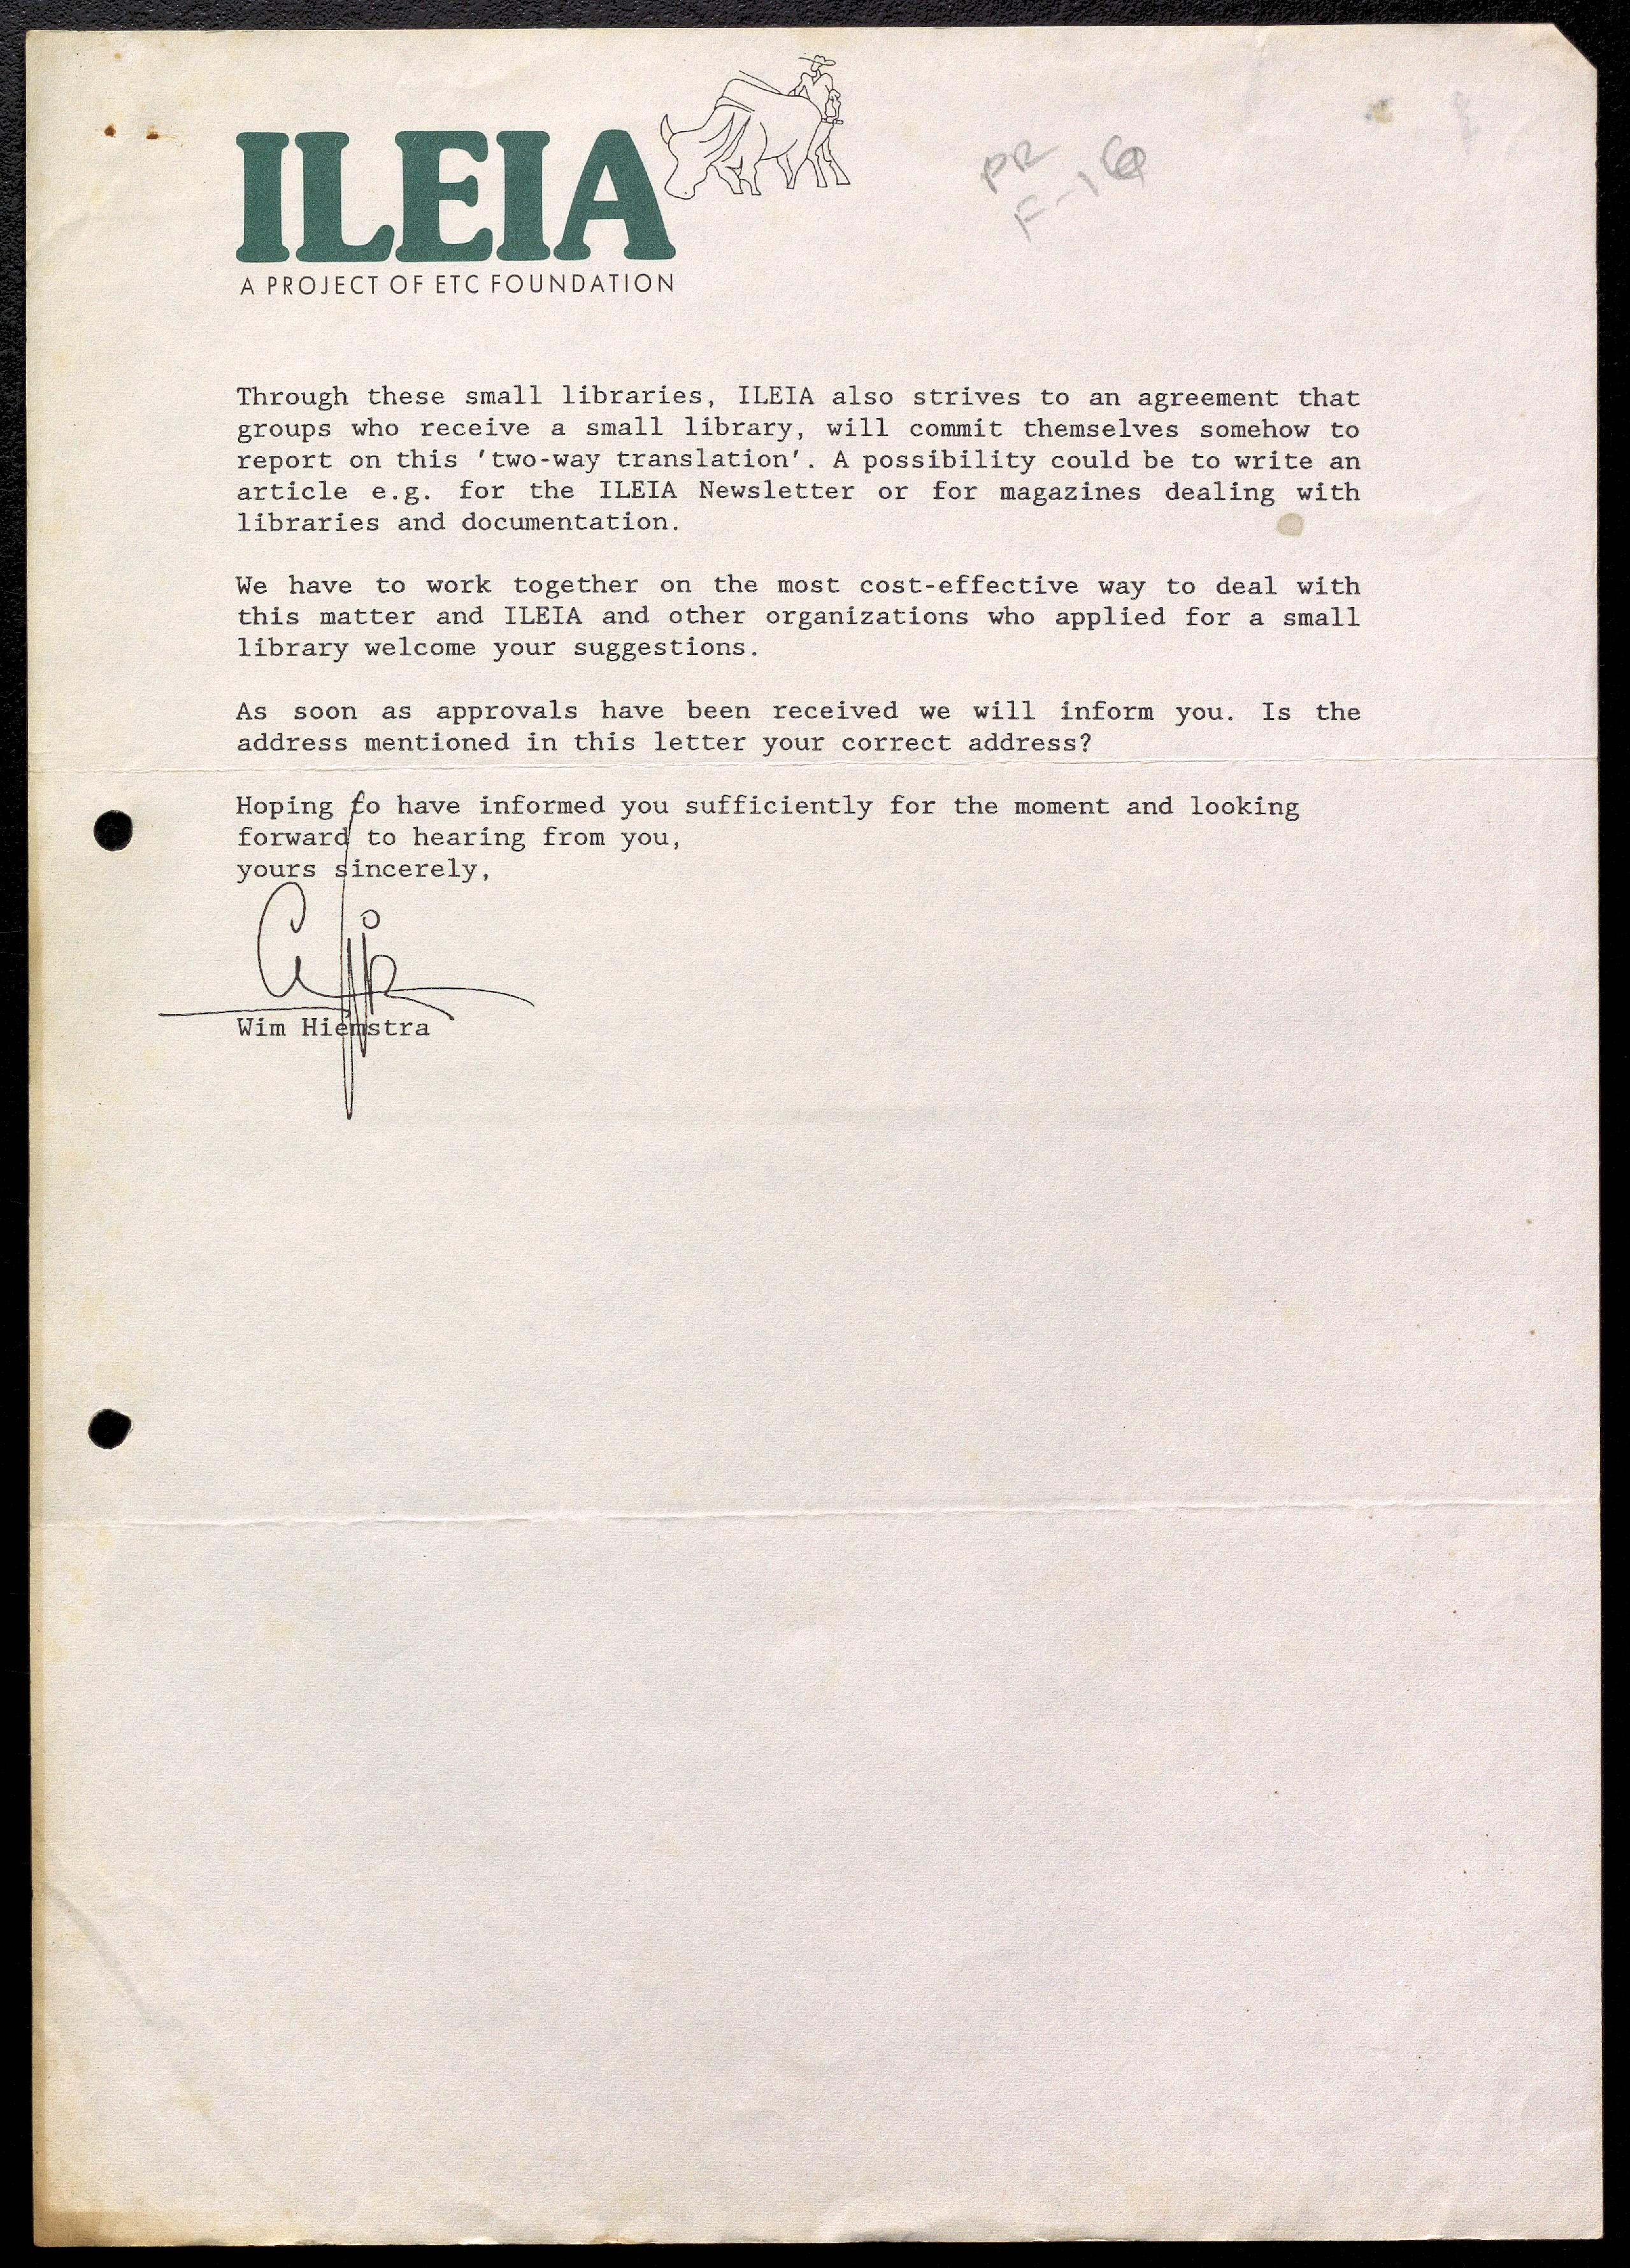 ILEIA
A PROJECT OF ETC FOUNDATION
PR
F-16
Through these small libraries, ILEIA also strives to an agreement that
groups who receive a small library, will commit themselves somehow to
report on this 'two-way translation'. A possibility could be to write an
article e.g. for the ILEIA Newsletter or for magazines dealing with
libraries and documentation.
We have to work together on the most cost-effective way to deal with
this matter and ILEIA and other organizations who applied for a small
library welcome your suggestions.
As soon as approvals have been received we will inform you. Is the
address mentioned in this letter your correct address?
Hoping to have informed you sufficiently for the moment and looking
forward to hearing from you,
yours sincerely,
Wim Hiemstra